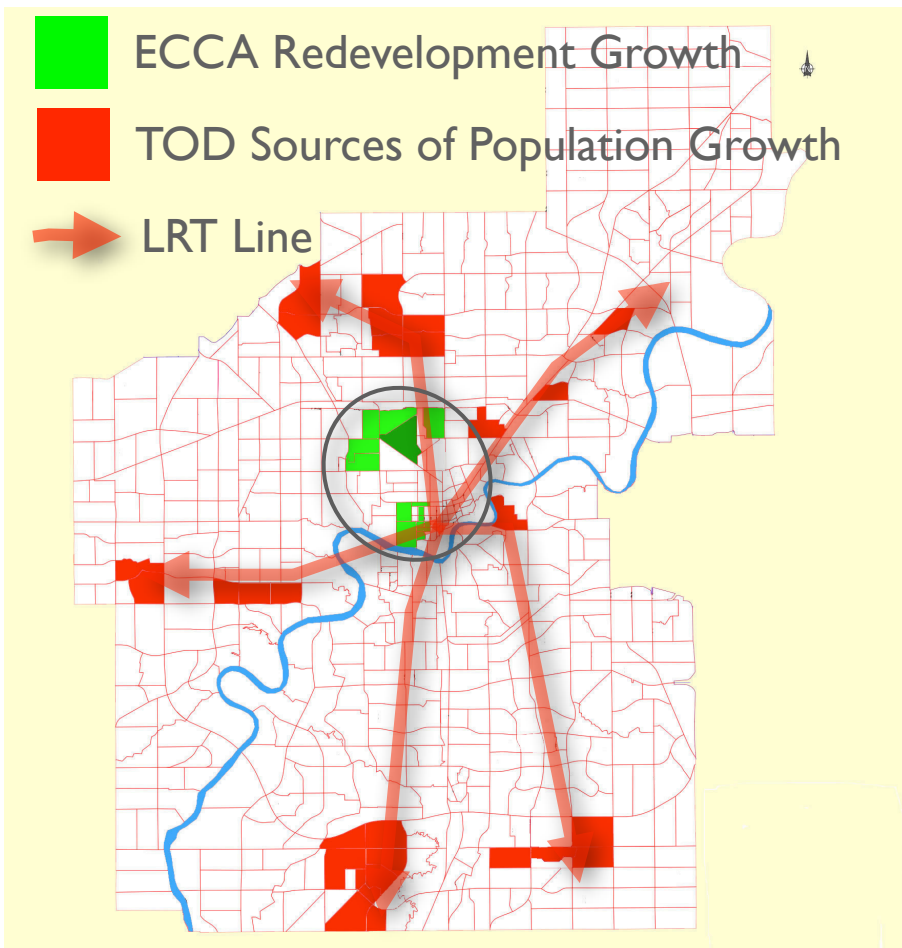 ECCA Redevelopment Growth
TOD Sources of Population Growth
LRT Line